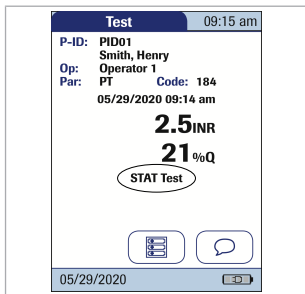 Test 09:15 am
P-ID: PID01
Smith, Henry
Op: Operator 1
Par: PT Code: 184
05/29/2020 09:14 am
2.5INR
21%Q
STAT Test
05/29/2020